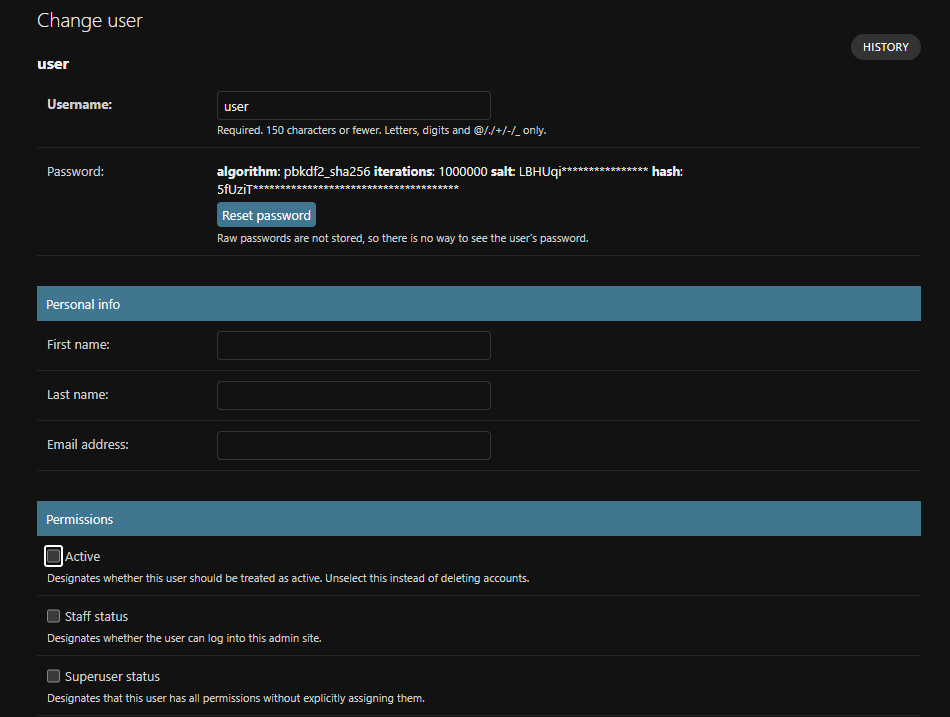 Change user
HISTORY
user
Username:
user
Required. 150 characters or fewer. Letters, digits and @/./+/-/_ only.
Password:
algorithm: pbkdf2_sha256 iterations: 1000000 salt: LBHUqi**************** hash:
5fUziT**************************************
Reset password
Raw passwords are not stored, so there is no way to see the user's password.
Personal info
First name:
Last name:
Email address:
Permissions
Active
Designates whether this user should be treated as active. Unselect this instead of deleting accounts.
Staff status
Designates whether the user can log into this admin site.
Superuser status
Designates that this user has all permissions without explicitly assigning them.